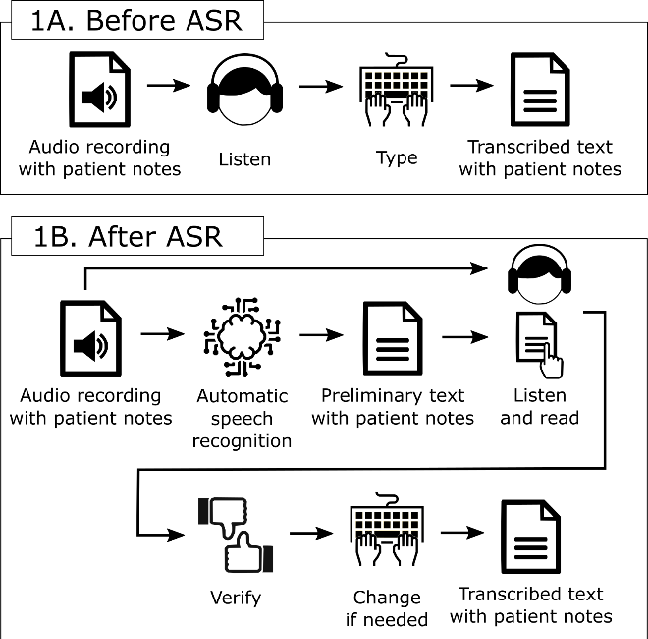 1A. Before ASR
Audio recording
with patient notes
Listen
Type
Transcribed text
with patient notes
1B. After ASR
Audio recording
with patient notes
Automatic
speech
recognition
Preliminary text
with patient notes
Listen
and read
Verify
Change
if needed
Transcribed text
with patient notes